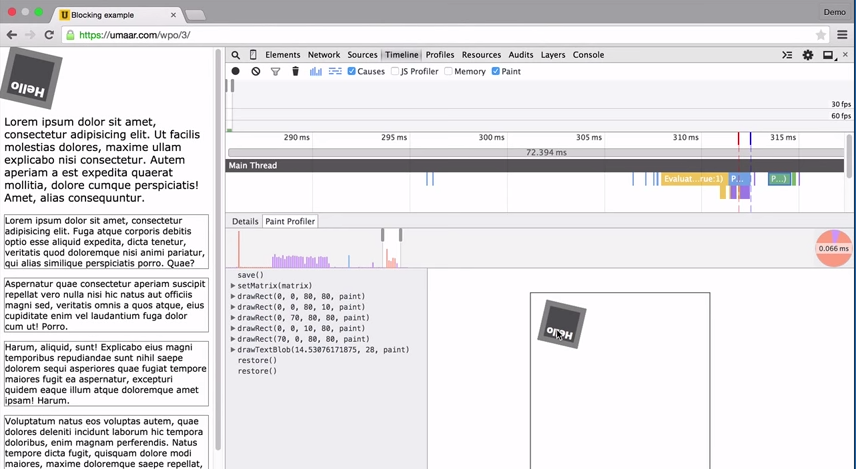 Blocking example
Demo
https://umaar.com/wpo/3/
Hello
Lorem ipsum dolor sit amet,
consectetur adipisicing elit. Ut facilis
molestias dolores, maxime ullam
explicabo nisi consectetur. Autem
aperiam a est expedita quaerat
mollitia, dolore cumque perspiciatis!
Amet, alias consequuntur.
Lorem ipsum dolor sit amet, consectetur
adipisicing elit. Fuga atque corporis debitis
optio esse aliquid expedita, dicta tenetur,
veritatis quod doloremque nisi animi pariatur,
qui alias similique perspiciatis porro. Quae?
Aspernatur quae consectetur aperiam suscipit
repellat vero nulla nisi hic natus aut officiis
magni sed, veritatis omnis a quos atque, eius
cupiditate enim vel laudantium fuga dolor
cum ut! Porro.
Harum, aliquid, sunt! Explicabo eius magni
temporibus repudiandae sunt nihil saepe
dolorem sequi asperiores quae fugiat tempore
maiores fugit ea aspernatur, excepturi
quidem eaque illum atque doloremque amet
ipsam! Harum.
Voluptatum natus eos voluptas autem, quae
dolores deleniti incidunt laborum hic tempora
doloribus, enim magnam perferendis. Natus
tempore dicta fugit, quisquam dolore modi
maiores, maxime doloremque saepe repellat,
Elements Network Sources Timeline Profiles Resources Audits Layers Console
Causes JS Profiler Memory Paint
30 fps
60 fps
290 ms 295 ms 300 ms 305 ms 310 ms 315 ms
72.394 ms
Main Thread
Evaluat...rue:1) P... P...)
Details Paint Profiler
0.066 ms
save()
setMatrix(matrix)
drawRect(0, 0, 80, 80, paint)
drawRect(0, 0, 80, 10, paint)
drawRect(0, 70, 80, 80, paint)
drawRect(0, 0, 10, 80, paint)
drawRect(70, 0, 80, 80, paint)
drawTextBlob(14.53076171875, 28, paint)
restore()
restore()
Hello